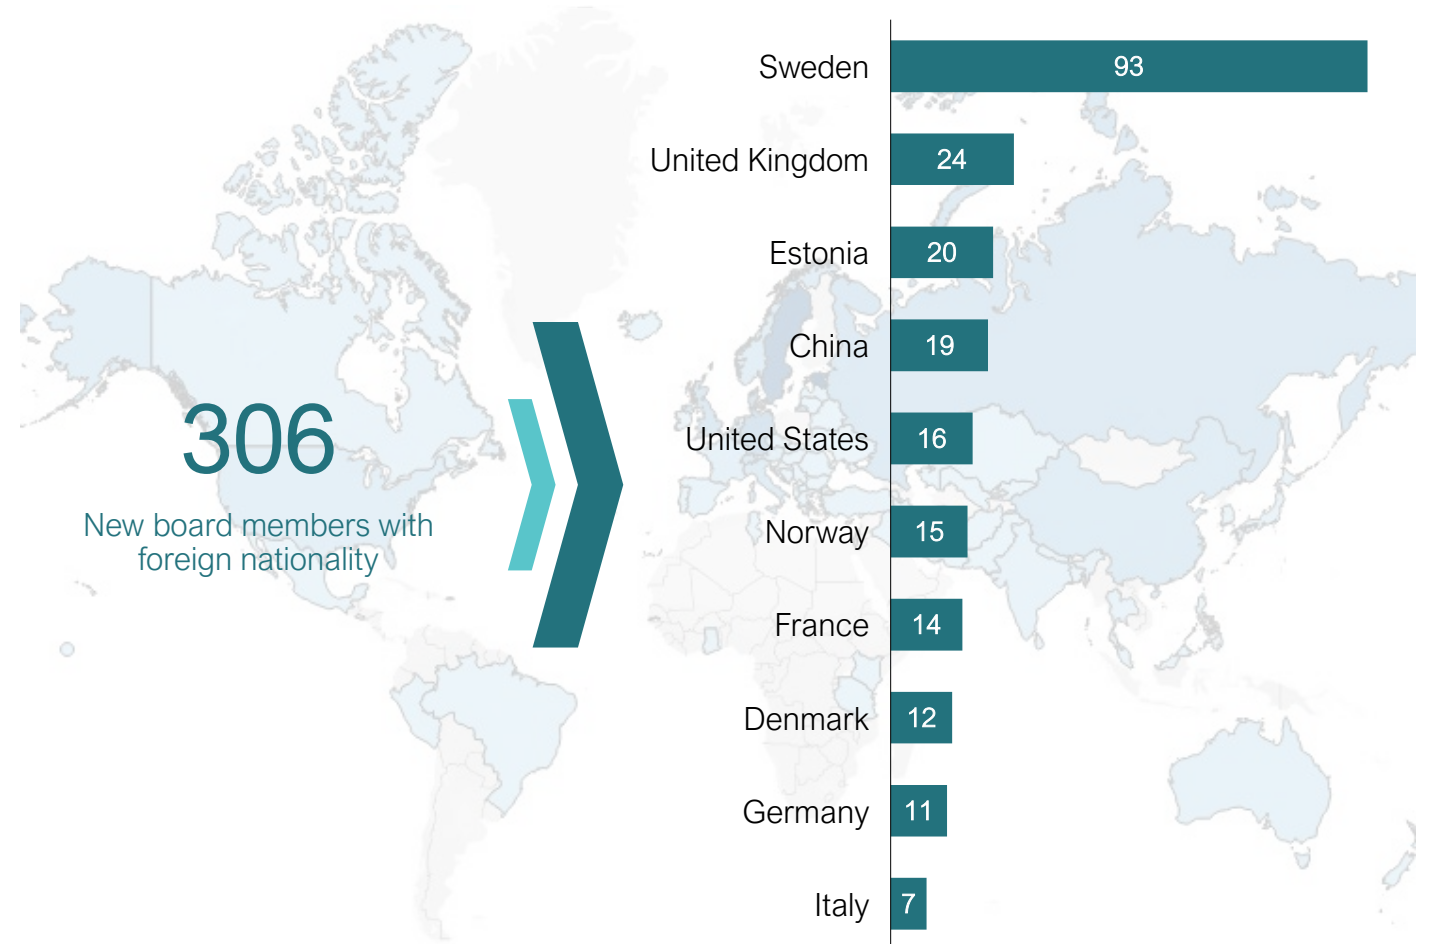 306
New board members with
foreign nationality
Sweden 93
United Kingdom 24
Estonia 20
China 19
United States 16
Norway 15
France 14
Denmark 12
Germany 11
Italy 7